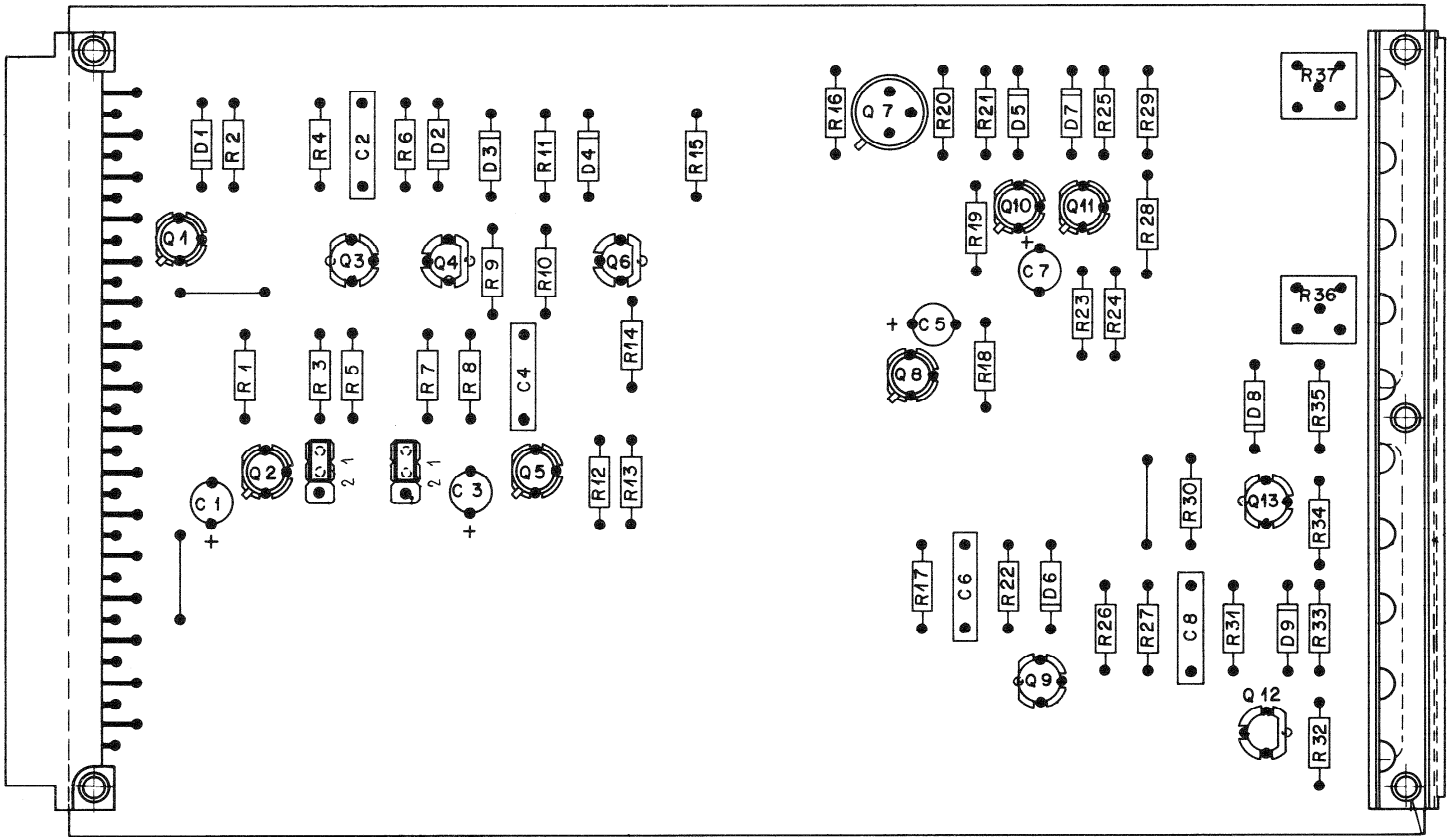 R37
R16
Q 7
R20
R21
D5
D7
R25
R29
D1
R2
R4
C2
R6
D2
D3
R11
D4
R15
Q10
Q11
R19
R28
Q1
+
Q3
Q4
R9
R10
Q6
C7
R36
R23
R24
+
C5
R14
R18
R1
R3
R5
R7
R8
C4
Q8
D8
R35
Q2
2 1
2 1
Q5
R12
R13
C1
C3
+
+
R30
Q13
R34
R17
C6
R22
D6
R26
R27
C8
R31
D9
R33
Q9
Q12
R32